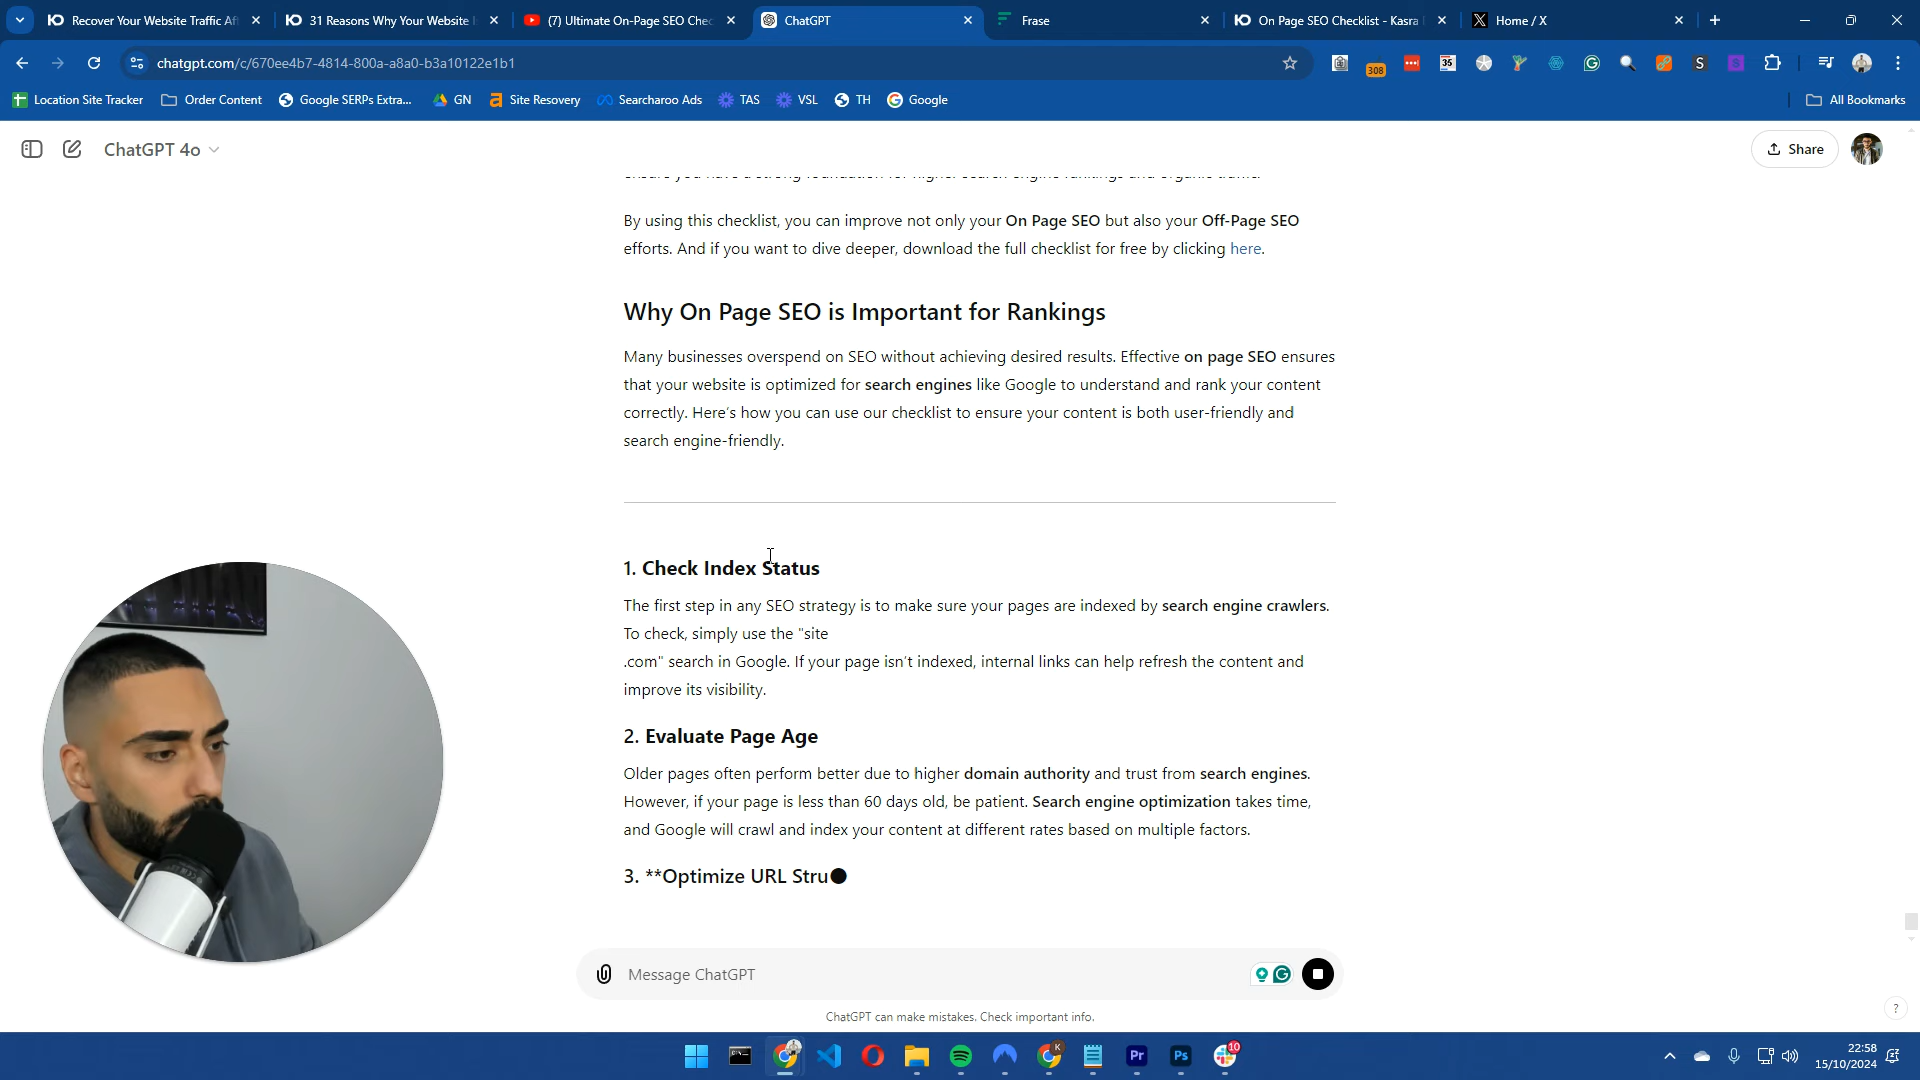 Recover Your Website Traffic Af
31 Reasons Why Your Website I
(7) Ultimate On-Page SEO Chec
ChatGPT
Frase
On Page SEO Checklist - Kasra
Home / X
chatgpt.com/c/670ee4b7-4814-800a-a8a0-b3a10122e1b1
308
35
S
Location Site Tracker
Order Content
Google SERPs Extra...
GN
Site Recovery
Searcharoo Ads
TAS
VSL
TH
Google
All Bookmarks
ChatGPT 4o
Share
By using this checklist, you can improve not only your On Page SEO but also your Off-Page SEO
efforts. And if you want to dive deeper, download the full checklist for free by clicking here.
Why On Page SEO is Important for Rankings
Many businesses overspend on SEO without achieving desired results. Effective on page SEO ensures
that your website is optimized for search engines like Google to understand and rank your content
correctly. Here's how you can use our checklist to ensure your content is both user-friendly and
search engine-friendly.
1. Check Index Status
The first step in any SEO strategy is to make sure your pages are indexed by search engine crawlers.
To check, simply use the "site
.com" search in Google. If your page isn't indexed, internal links can help refresh the content and
improve its visibility.
2. Evaluate Page Age
Older pages often perform better due to higher domain authority and trust from search engines.
However, if your page is less than 60 days old, be patient. Search engine optimization takes time,
and Google will crawl and index your content at different rates based on multiple factors.
3. **Optimize URL Stru
Message ChatGPT
ChatGPT can make mistakes. Check important info.
?
K
Pr
Ps
10
22:58
15/10/2024